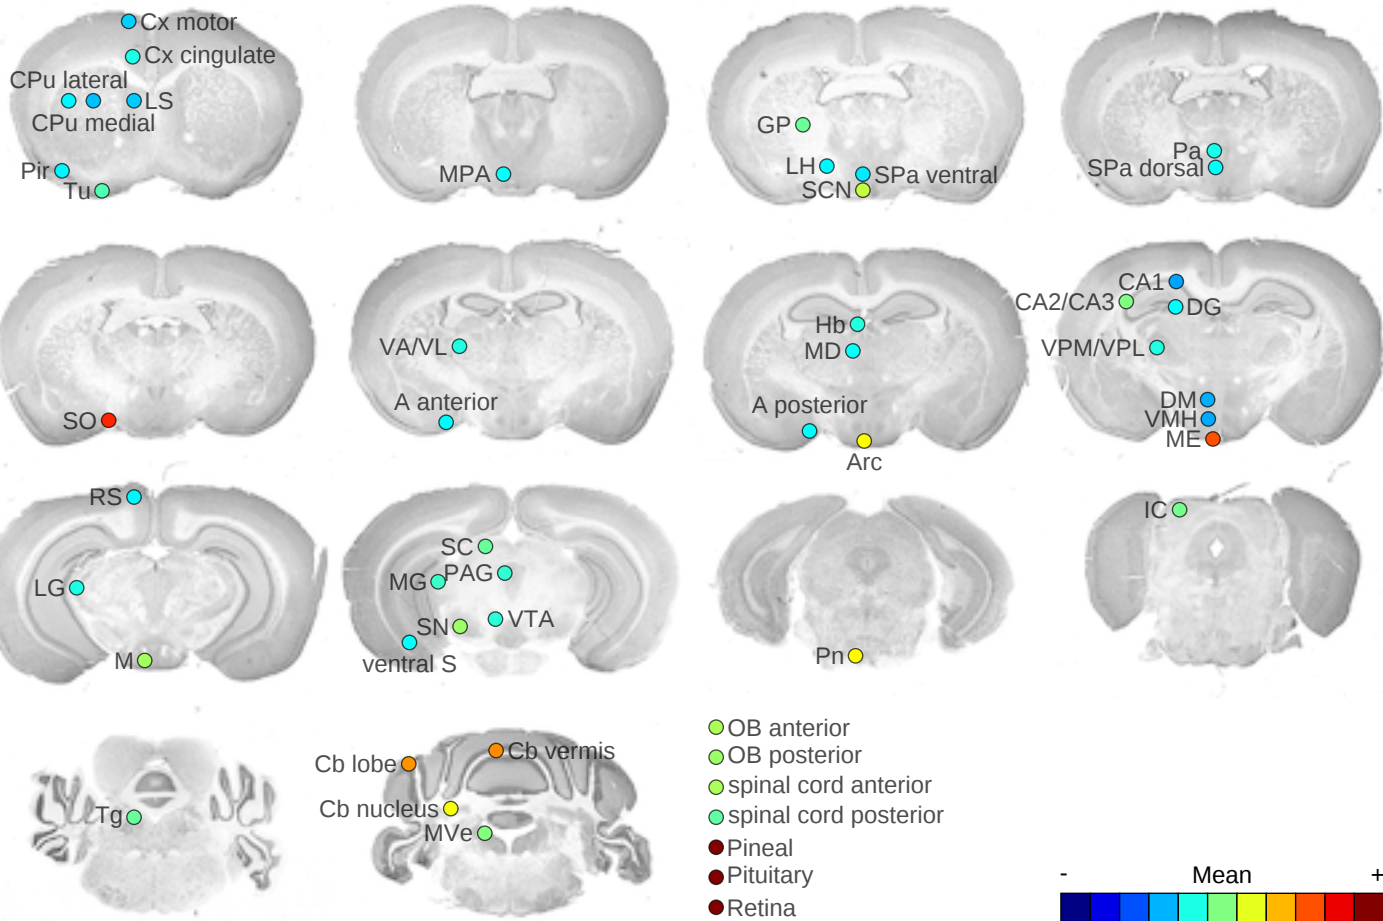 Cx motor
Cx cingulate
CPu lateral
LS
CPu medial
Pir
Tu
MPA
GP
LH
SPa ventral
SCN
Pa
SPa dorsal
SO
VA/VL
A anterior
Hb
MD
A posterior
Arc
CA1
CA2/CA3
DG
VPM/VPL
DM
VMH
ME
RS
LG
M
SC
MG
PAG
SN
VTA
ventral S
Pn
IC
Tg
Cb lobe
Cb vermis
Cb nucleus
MVe
OB anterior
OB posterior
spinal cord anterior
spinal cord posterior
Pineal
Pituitary
Retina
- Mean +